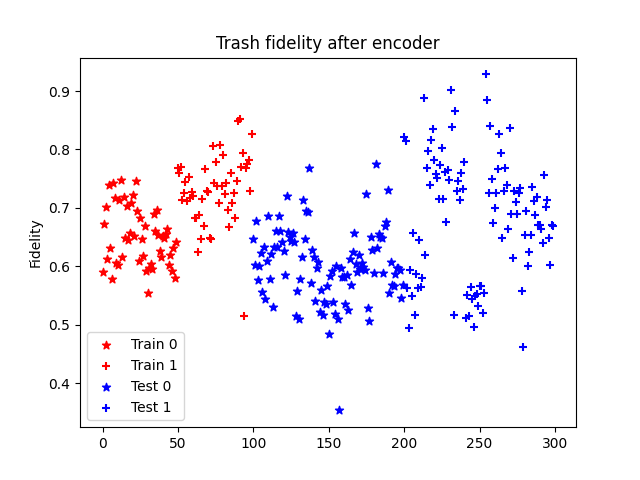 Trash fidelity after encoder
Fidelity
0.9
0.8
0.7
0.6
0.5
0.4
Train 0
Train 1
Test 0
Test 1
0 50 100 150 200 250 300